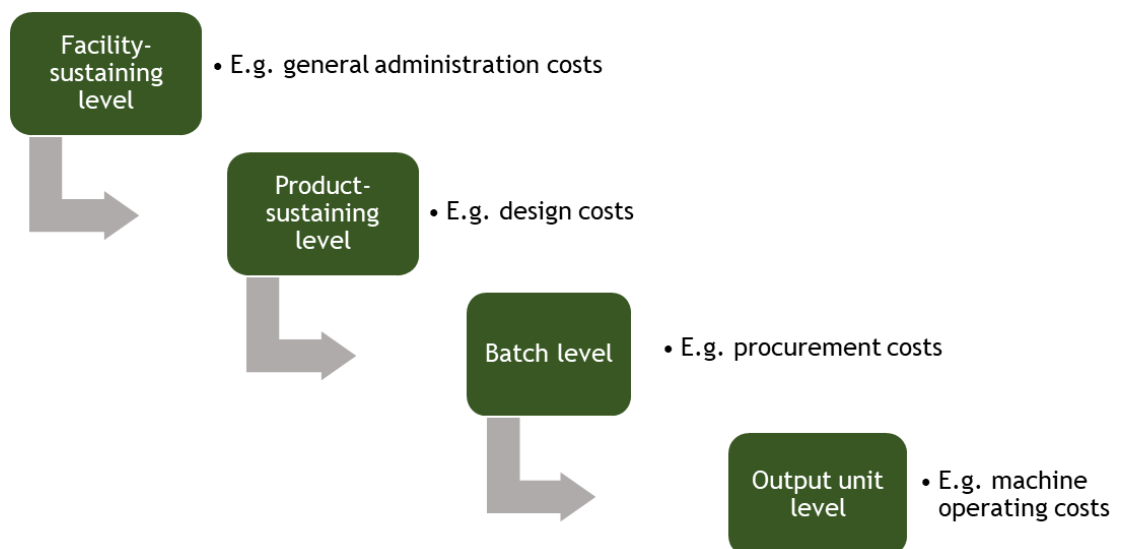 Facility-
sustaining
level
• E.g. general administration costs
Product-
sustaining
level
• E.g. design costs
Batch level
• E.g. procurement costs
Output unit
level
• E.g. machine
operating costs